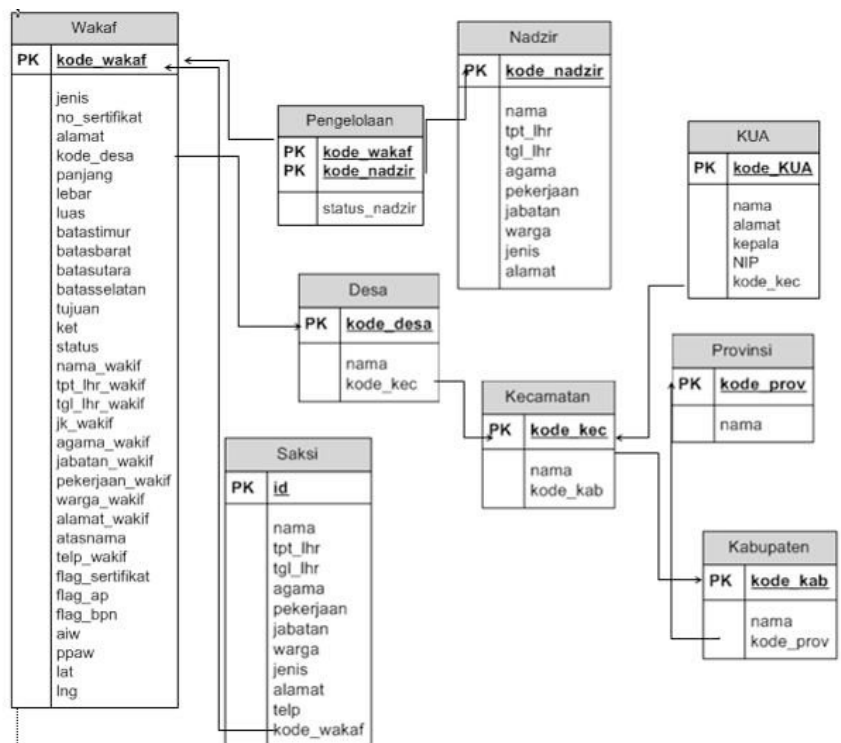 Wakaf
PK kode_wakaf
jenis
no_sertifikat
alamat
kode_desa
panjang
lebar
luas
batastimur
batasbarat
batasutara
batasselatan
tujuan
ket
status
nama_wakif
tpt_lhr_wakif
tgl_lhr_wakif
jk_wakif
agama_wakif
jabatan_wakif
pekerjaan_wakif
warga_wakif
alamat_wakif
atasnama
telp_wakif
flag_sertifikat
flag_ap
flag_bpn
aiw
ppaw
lat
lng
Pengelolaan
PK kode_wakaf
PK kode_nadzir
status_nadzir
Nadzir
PK kode_nadzir
nama
tpt_lhr
tgl_lhr
agama
pekerjaan
jabatan
warga
jenis
alamat
KUA
PK kode_KUA
nama
alamat
kepala
NIP
kode_kec
Desa
PK kode_desa
nama
kode_kec
Provinsi
PK kode_prov
nama
Kecamatan
PK kode_kec
nama
kode_kab
Saksi
PK id
nama
tpt_lhr
tgl_lhr
agama
pekerjaan
jabatan
warga
jenis
alamat
telp
kode_wakaf
Kabupaten
PK kode_kab
nama
kode_prov